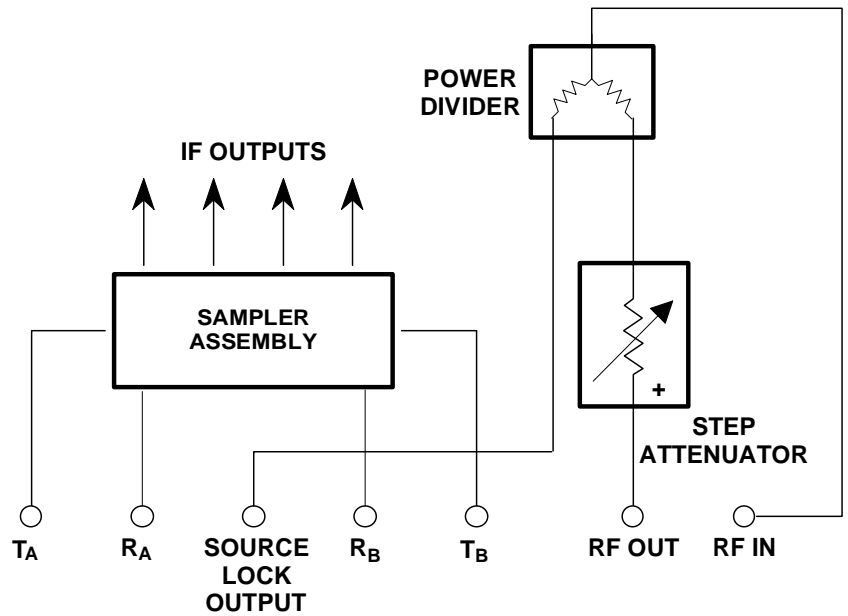 POWER
DIVIDER
IF OUTPUTS
SAMPLER
ASSEMBLY
+
STEP
ATTENUATOR
TA
RA
SOURCE
LOCK
OUTPUT
RB
TB
RF OUT
RF IN